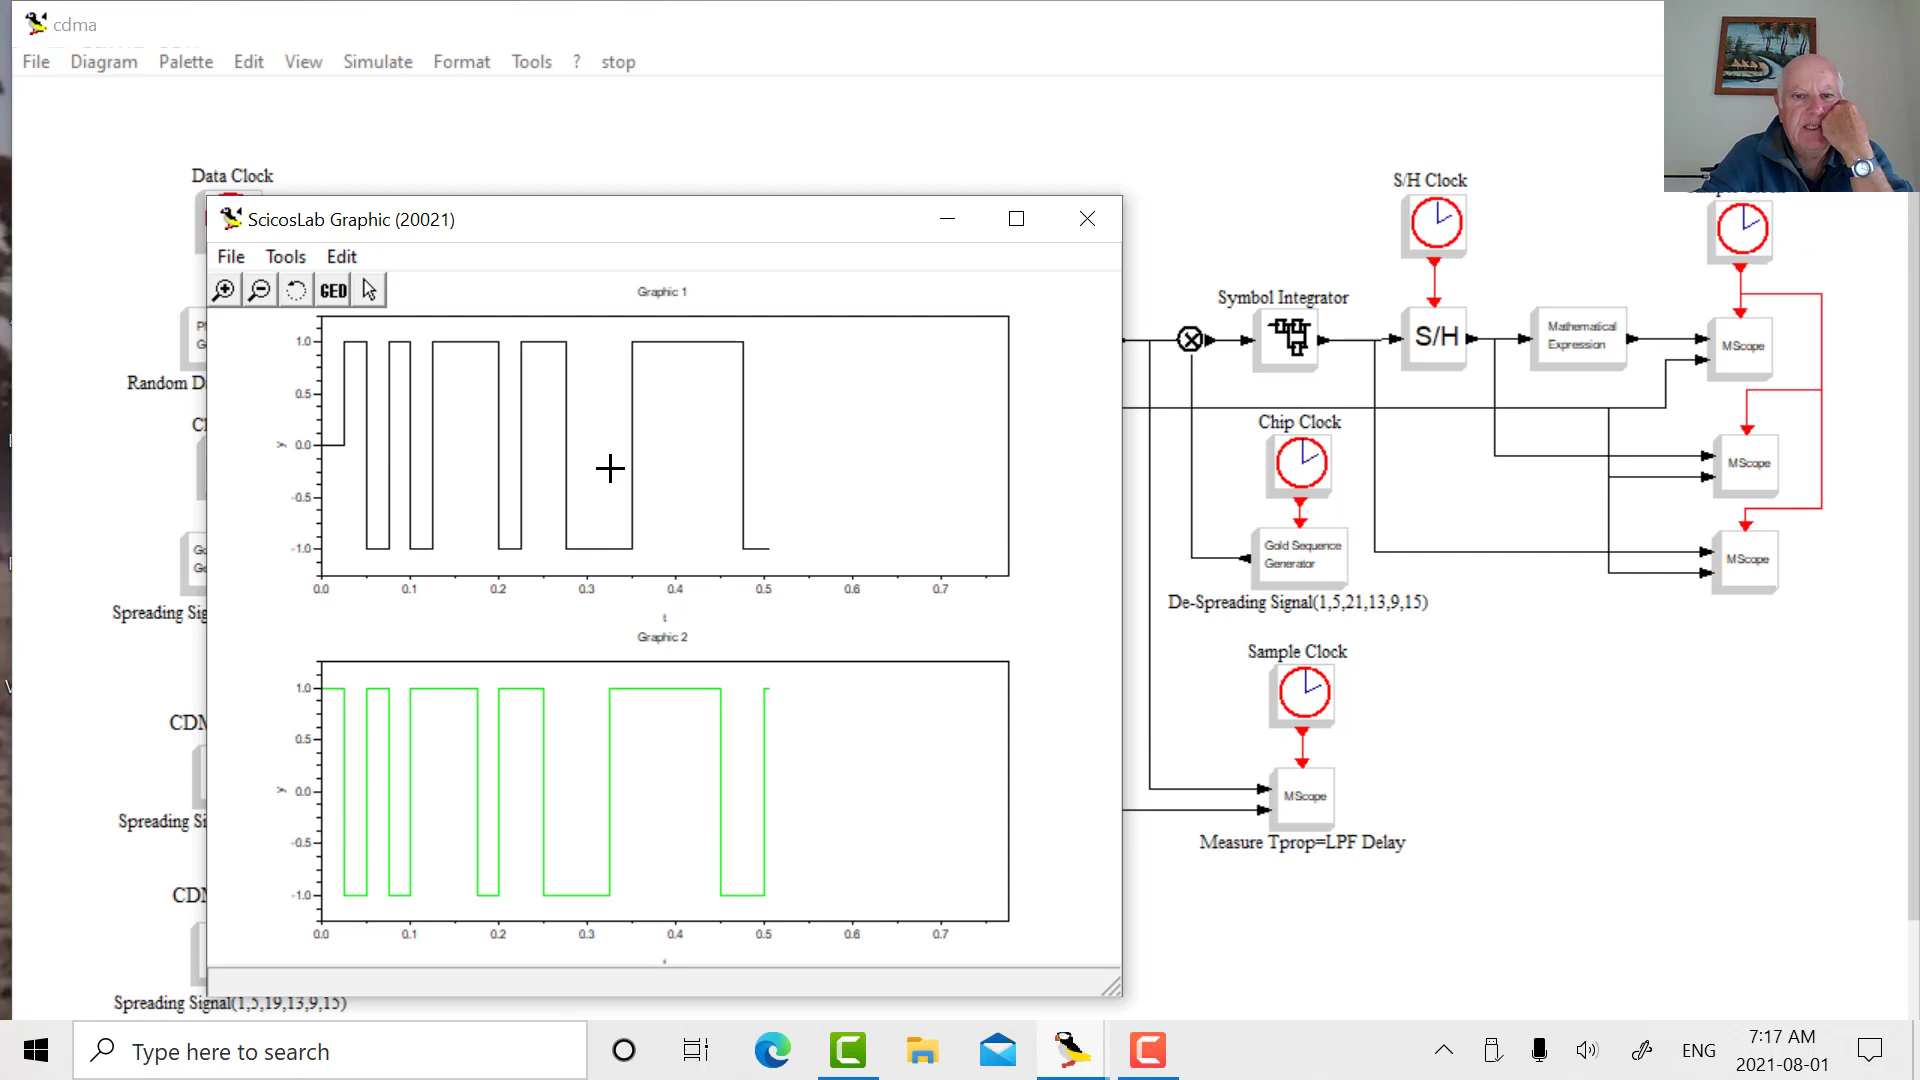 cdma
File Diagram Palette Edit View Simulate Format Tools ? stop
Data Clock
S/H Clock
ScicosLab Graphic (20021)
File Tools Edit
GED
Graphic 1
1.0
0.5
0.0
-0.5
-1.0
y
0.0 0.1 0.2 0.3 0.4 0.5 0.6 0.7
t
Graphic 2
1.0
0.5
0.0
-0.5
-1.0
y
0.0 0.1 0.2 0.3 0.4 0.5 0.6 0.7
Random D
Spreading Sig
CDM
Spreading Si
CDM
Spreading Signal(1,5,19,13,9,15)
Symbol Integrator
S/H
Mathematical
Expression
MScope
Chip Clock
MScope
Gold Sequence
Generator
MScope
De-Spreading Signal(1,5,21,13,9,15)
Sample Clock
MScope
Measure Tprop=LPF Delay
Type here to search
ENG
7:17 AM
2021-08-01